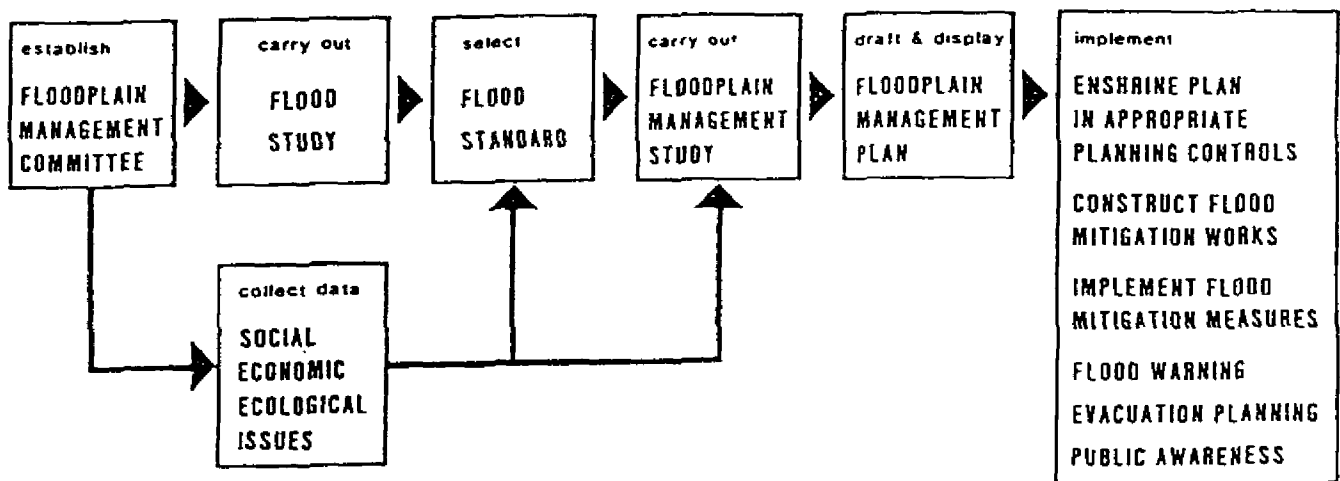 establish
FLOODPLAIN
MANAGEMENT
COMMITTEE
carry out
FLOOD
STUDY
select
FLOOD
STANDARD
carry out
FLOODPLAIN
MANAGEMENT
STUDY
draft & display
FLOODPLAIN
MANAGEMENT
PLAN
implement
ENSHRINE PLAN
IN APPROPRIATE
PLANNING CONTROLS
CONSTRUCT FLOOD
MITIGATION WORKS
IMPLEMENT FLOOD
MITIGATION MEASURES
FLOOD WARNING
EVACUATION PLANNING
PUBLIC AWARENESS
collect data
SOCIAL
ECONOMIC
ECOLOGICAL
ISSUES